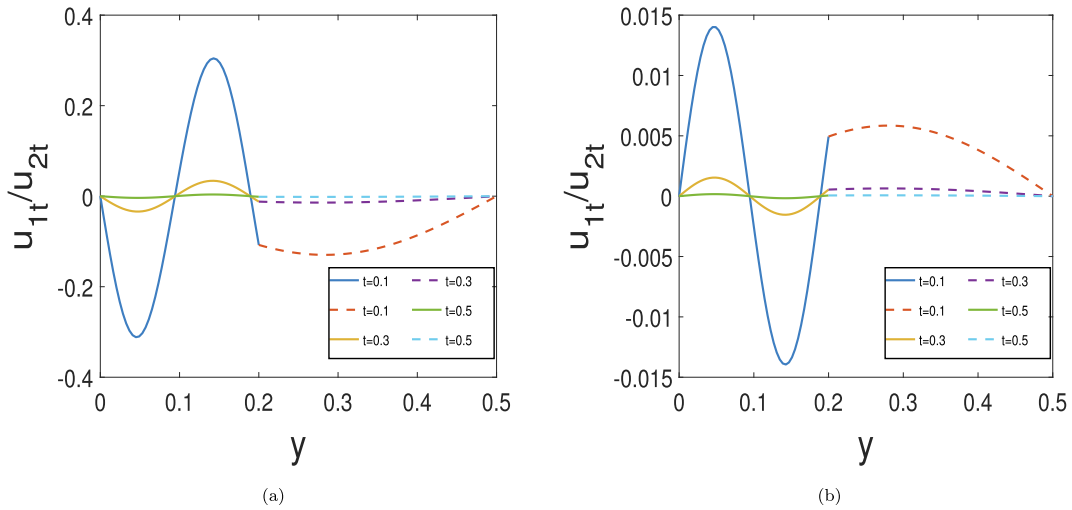 0.4
0.2
0
-0.2
-0.4
u1t/u2t
0 0.1 0.2 0.3 0.4 0.5
y
t=0.1 t=0.3
t=0.1 t=0.5
t=0.3 t=0.5
(a)
0.015
0.01
0.005
0
-0.005
-0.01
-0.015
u1t/u2t
0 0.1 0.2 0.3 0.4 0.5
y
t=0.1 t=0.3
t=0.1 t=0.5
t=0.3 t=0.5
(b)